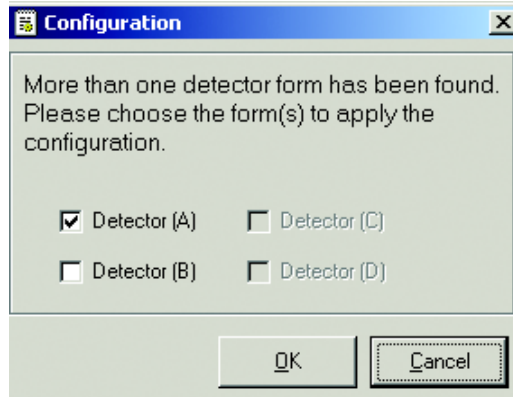 Configuration
More than one detector form has been found.
Please choose the form(s) to apply the
configuration.
Detector (A) Detector (C)
Detector (B) Detector (D)
OK Cancel